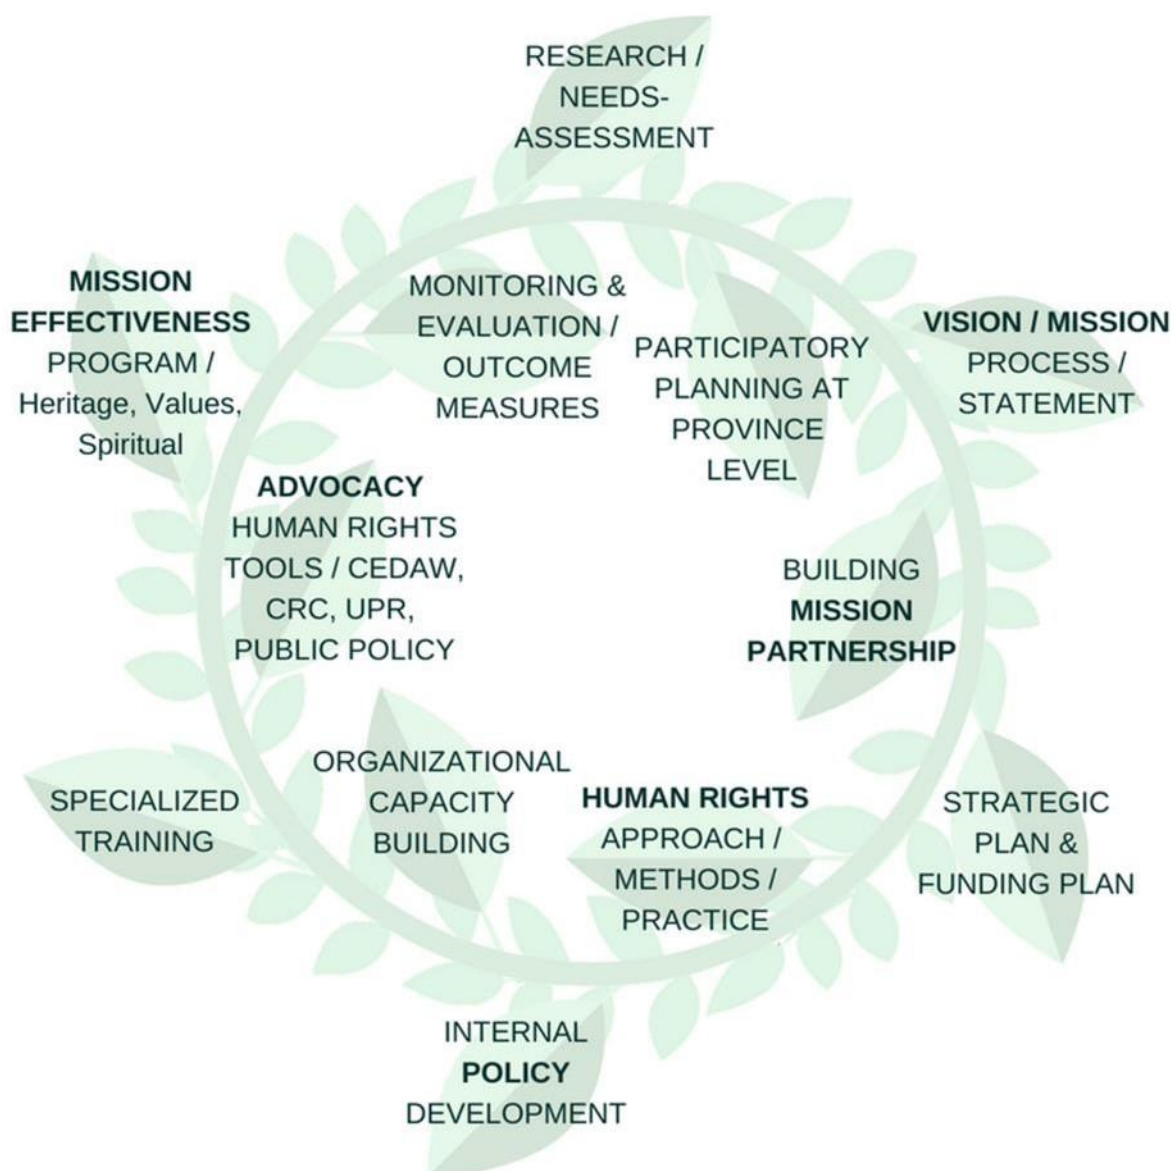 RESEARCH /
NEEDS-
ASSESSMENT
MISSION
EFFECTIVENESS
PROGRAM /
Heritage, Values,
Spiritual
MONITORING &
EVALUATION /
OUTCOME
MEASURES
PARTICIPATORY
PLANNING AT
PROVINCE
LEVEL
VISION / MISSION
PROCESS /
STATEMENT
ADVOCACY
HUMAN RIGHTS
TOOLS / CEDAW,
CRC, UPR,
PUBLIC POLICY
BUILDING
MISSION
PARTNERSHIP
SPECIALIZED
TRAINING
ORGANIZATIONAL
CAPACITY
BUILDING
HUMAN RIGHTS
APPROACH /
METHODS /
PRACTICE
STRATEGIC
PLAN &
FUNDING PLAN
INTERNAL
POLICY
DEVELOPMENT